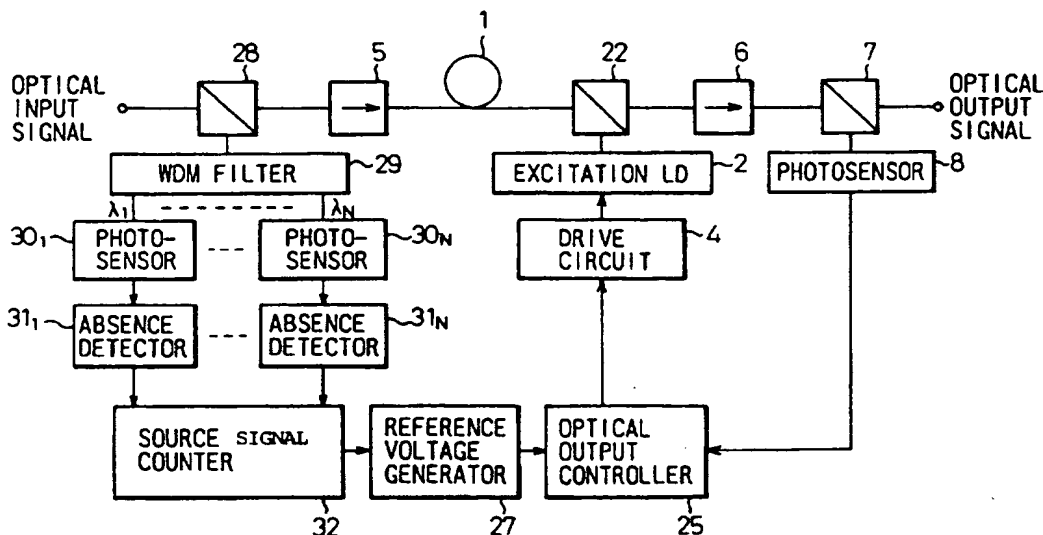 1
28
5
22
6
7
OPTICAL
INPUT
SIGNAL
OPTICAL
OUTPUT
SIGNAL
WDM FILTER
29
EXCITATION LD
2
PHOTOSENSOR
8
λ1
λN
301
PHOTO-
SENSOR
PHOTO-
SENSOR
30N
DRIVE
CIRCUIT
4
311
ABSENCE
DETECTOR
ABSENCE
DETECTOR
31N
SOURCE SIGNAL
COUNTER
REFERENCE
VOLTAGE
GENERATOR
OPTICAL
OUTPUT
CONTROLLER
32
27
25